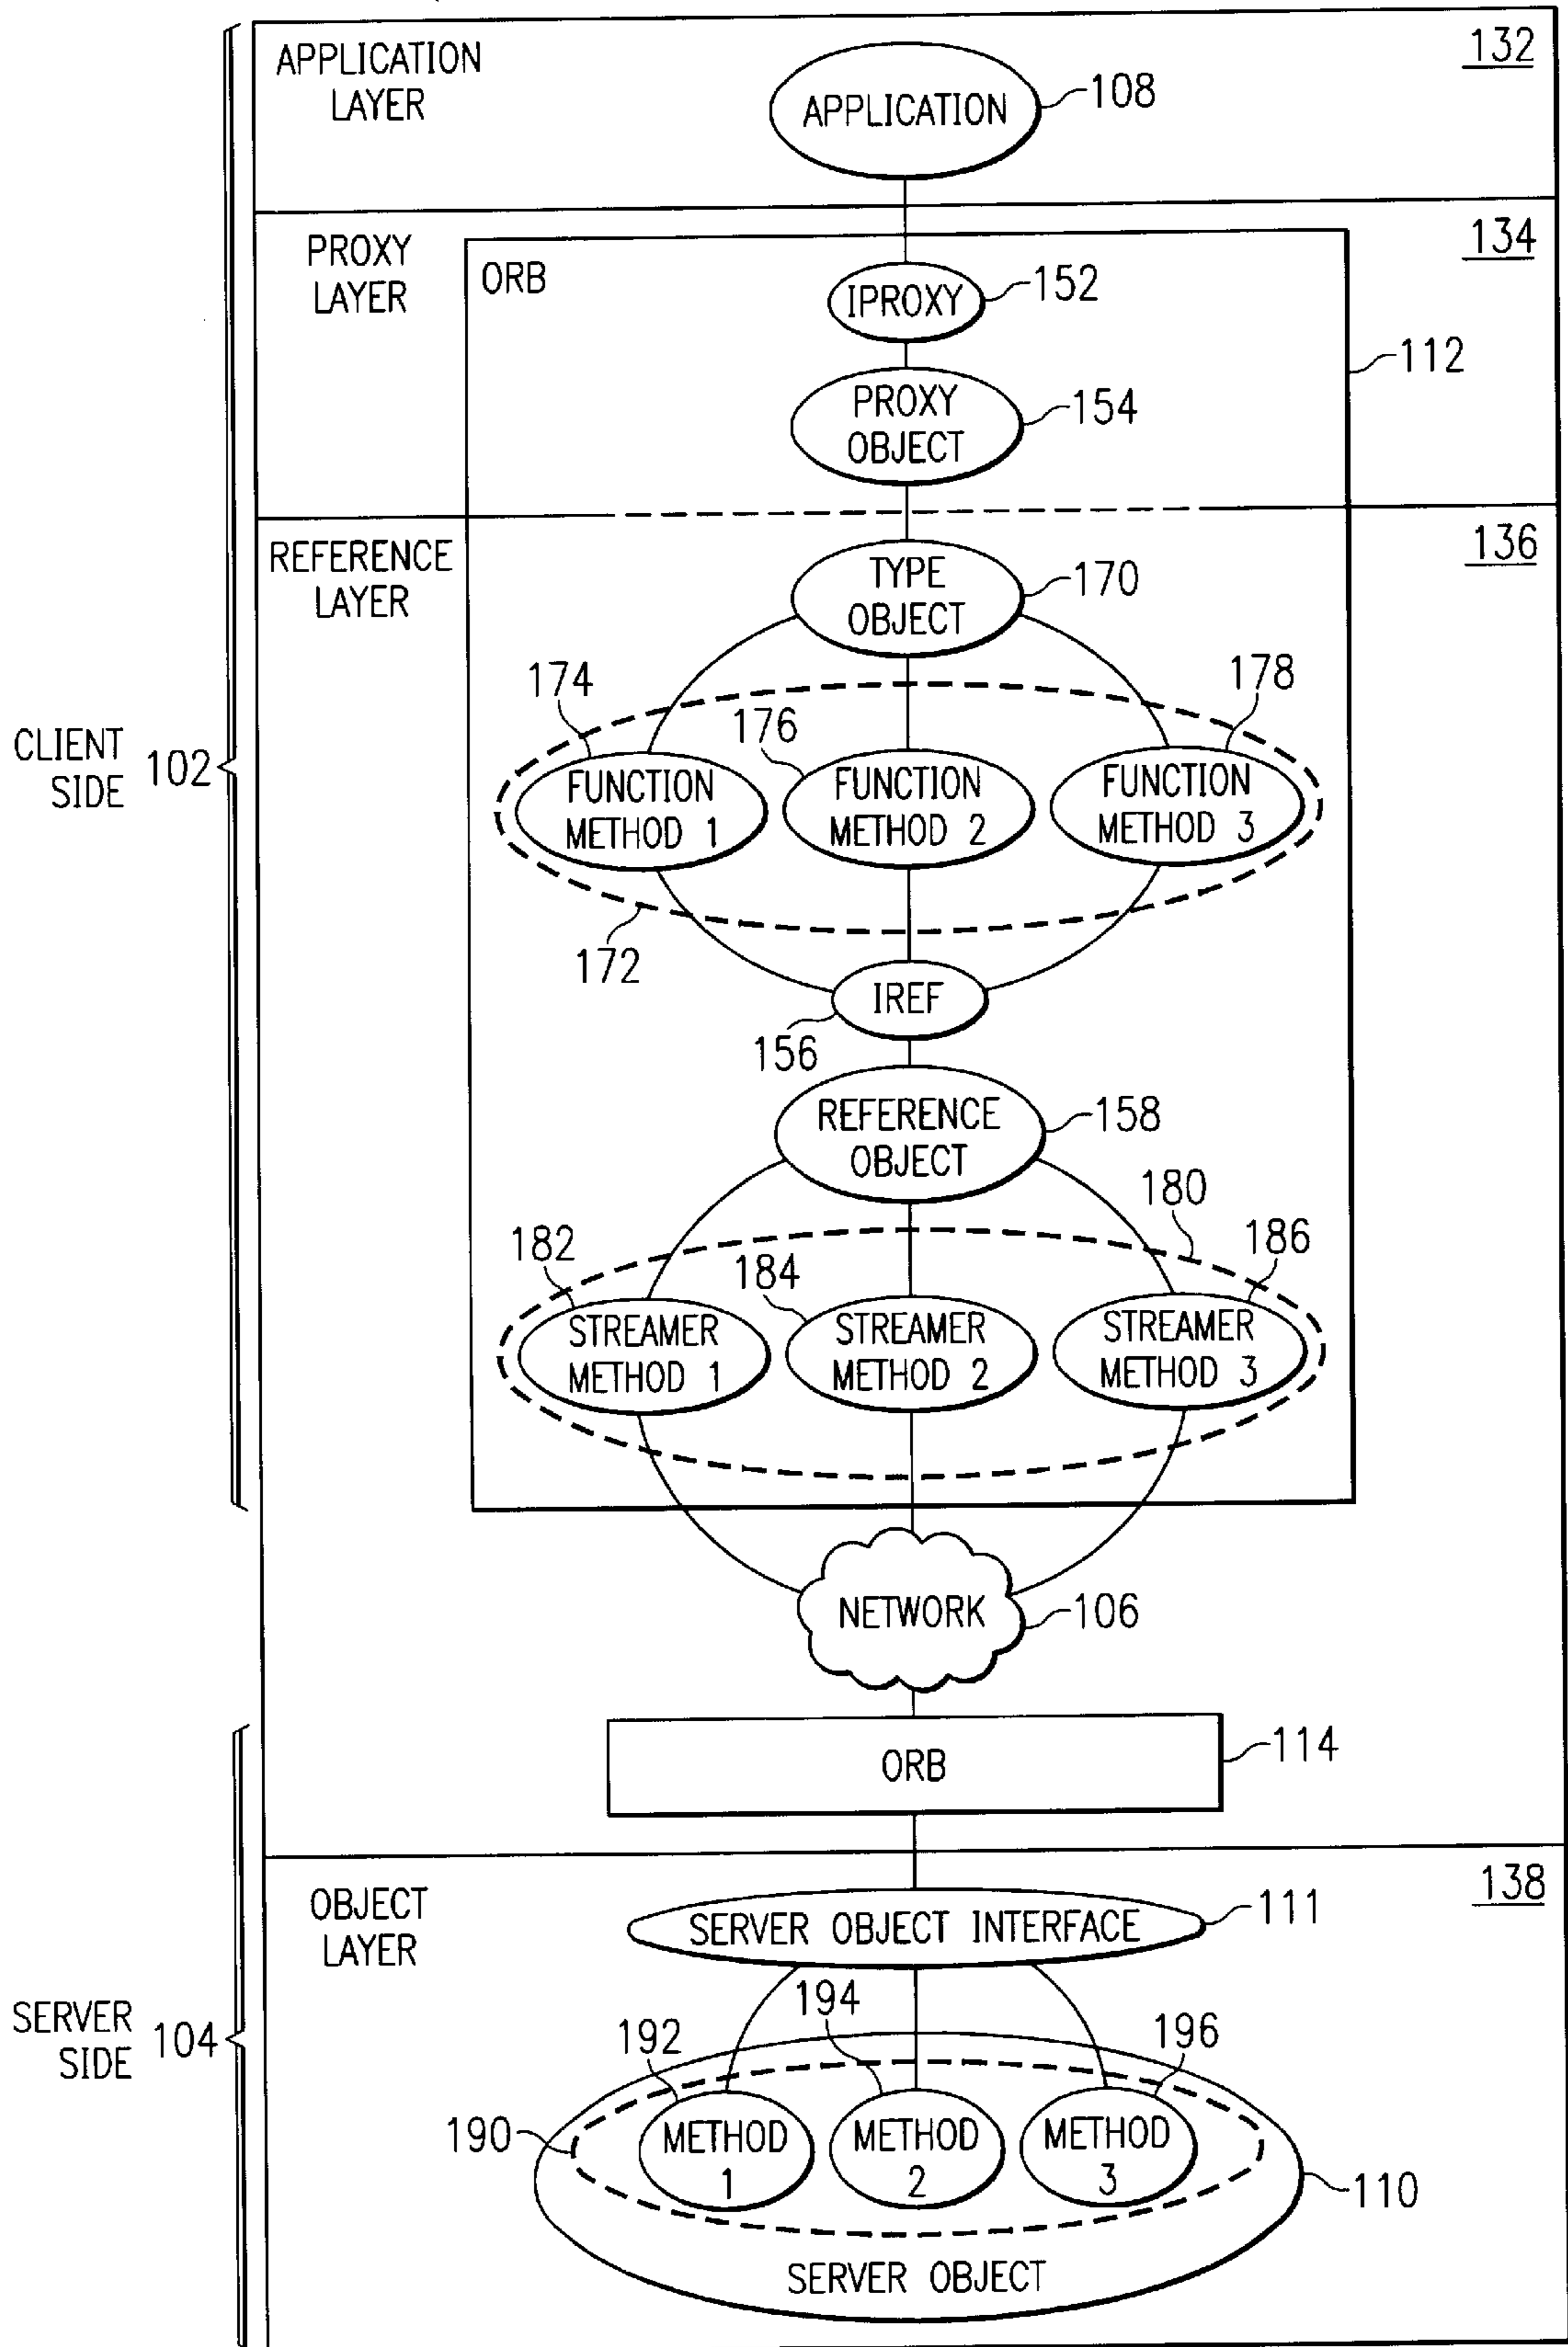 APPLICATION
LAYER
132
APPLICATION
108
PROXY
LAYER
134
ORB
IPROXY
152
112
PROXY
OBJECT
154
REFERENCE
LAYER
136
TYPE
OBJECT
170
174
176
178
CLIENT
SIDE
102
FUNCTION
METHOD 1
FUNCTION
METHOD 2
FUNCTION
METHOD 3
172
IREF
156
REFERENCE
OBJECT
158
180
182
184
186
STREAMER
METHOD 1
STREAMER
METHOD 2
STREAMER
METHOD 3
NETWORK
106
ORB
114
OBJECT
LAYER
138
SERVER OBJECT INTERFACE
111
SERVER
SIDE
104
192
194
196
190
METHOD
1
METHOD
2
METHOD
3
110
SERVER OBJECT